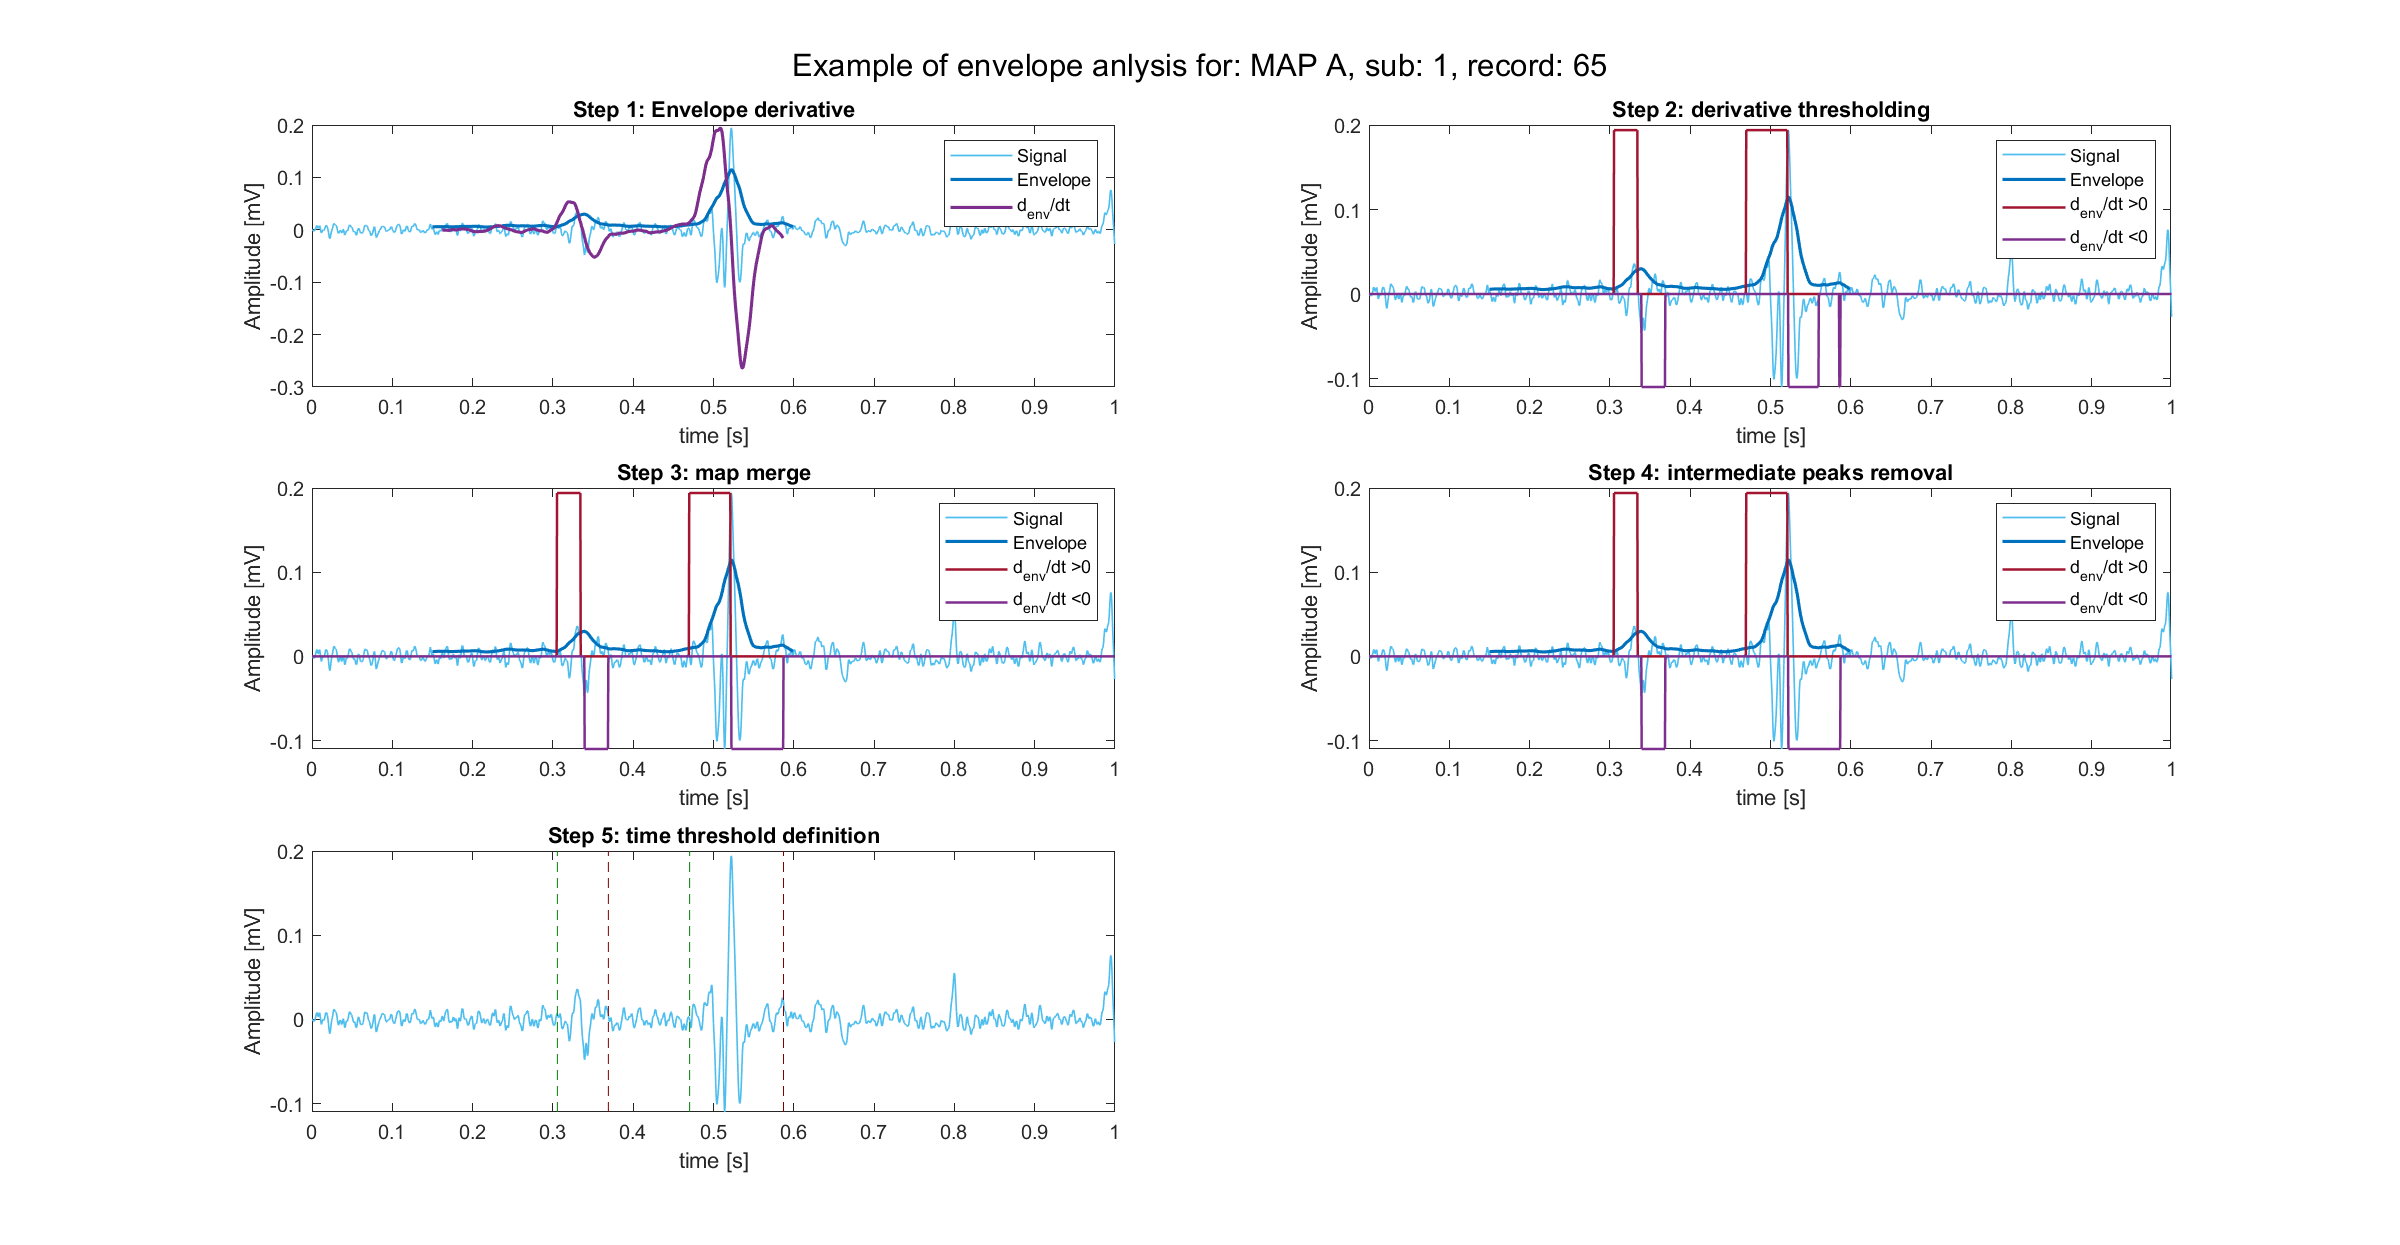 Example of envelope anlysis for: MAP A, sub: 1, record: 65
Step 1: Envelope derivative
0.2
0.1
0
-0.1
-0.2
-0.3
Amplitude [mV]
0 0.1 0.2 0.3 0.4 0.5 0.6 0.7 0.8 0.9 1
time [s]
Signal
Envelope
d_env/dt
Step 2: derivative thresholding
0.2
0.1
0
-0.1
Amplitude [mV]
0 0.1 0.2 0.3 0.4 0.5 0.6 0.7 0.8 0.9 1
time [s]
Signal
Envelope
d_env/dt >0
d_env/dt <0
Step 3: map merge
0.2
0.1
0
-0.1
Amplitude [mV]
0 0.1 0.2 0.3 0.4 0.5 0.6 0.7 0.8 0.9 1
time [s]
Signal
Envelope
d_env/dt >0
d_env/dt <0
Step 4: intermediate peaks removal
0.2
0.1
0
-0.1
Amplitude [mV]
0 0.1 0.2 0.3 0.4 0.5 0.6 0.7 0.8 0.9 1
time [s]
Signal
Envelope
d_env/dt >0
d_env/dt <0
Step 5: time threshold definition
0.2
0.1
0
-0.1
Amplitude [mV]
0 0.1 0.2 0.3 0.4 0.5 0.6 0.7 0.8 0.9 1
time [s]